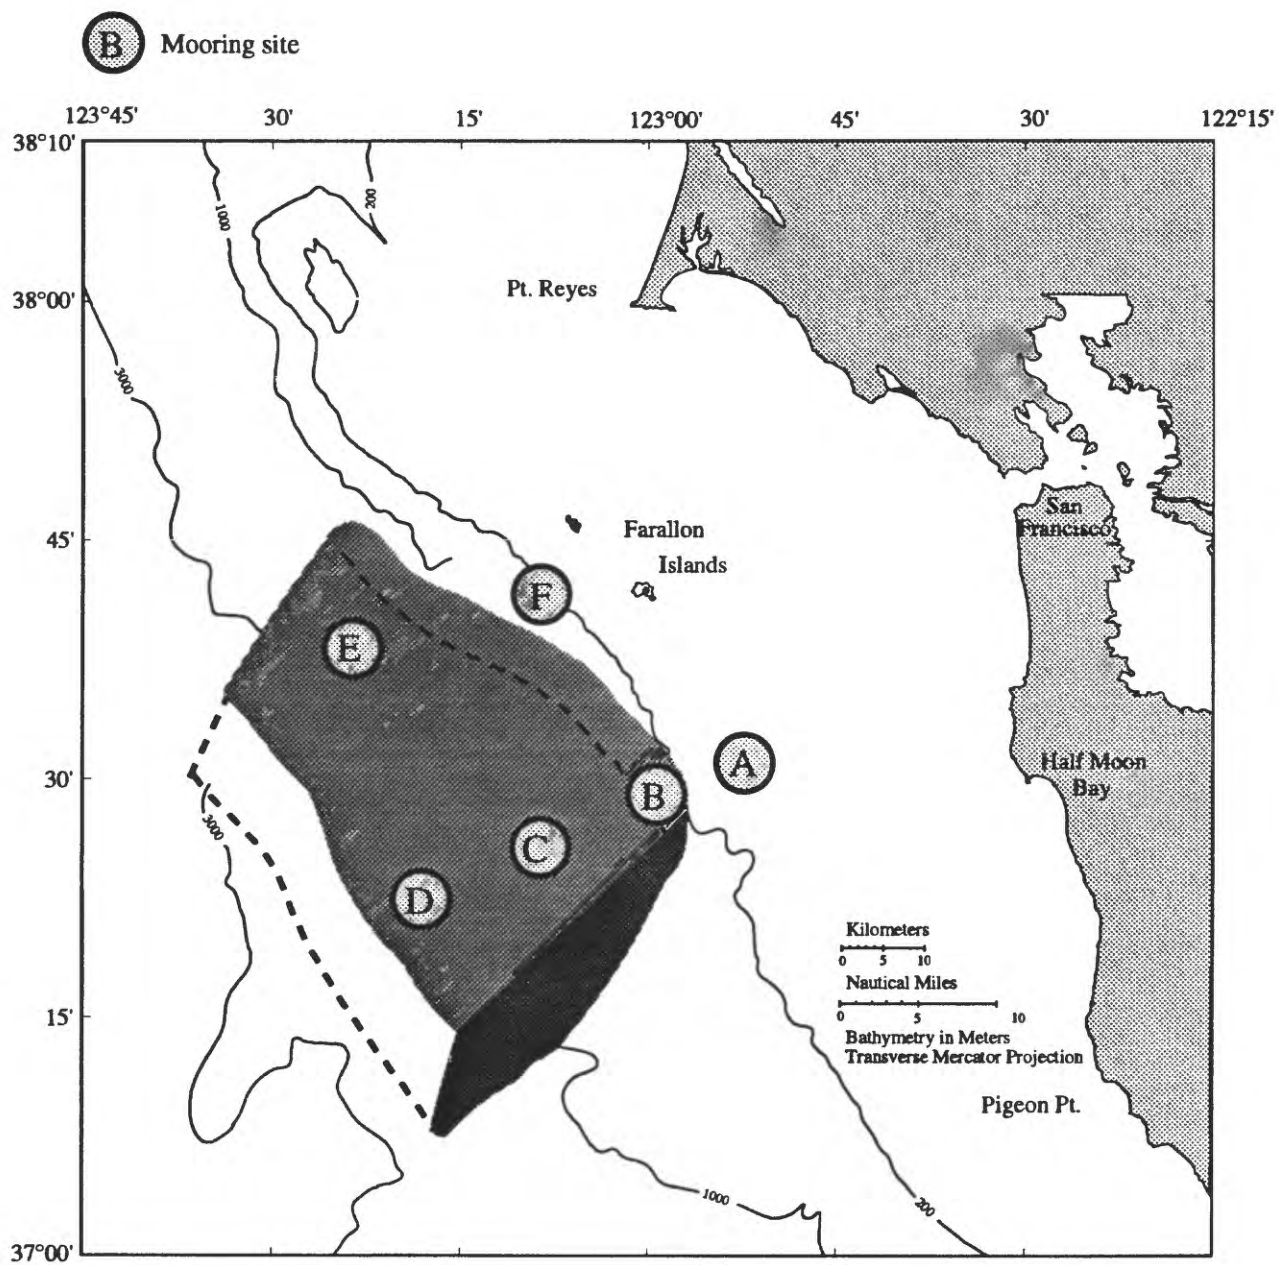 B Mooring site
123°45' 30' 15' 123°00' 45' 30' 122°15'
38°10'
200
1000
Pt. Reyes
38°00'
3000
San
Francisco
Farallon
45'
Islands
F
E
A
Half Moon
30'
Bay
B
3000
C
D
Kilometers
0 5 10
Nautical Miles
0 5 10
15'
Bathymetry in Meters
Transverse Mercator Projection
Pigeon Pt.
1000
200
37°00'